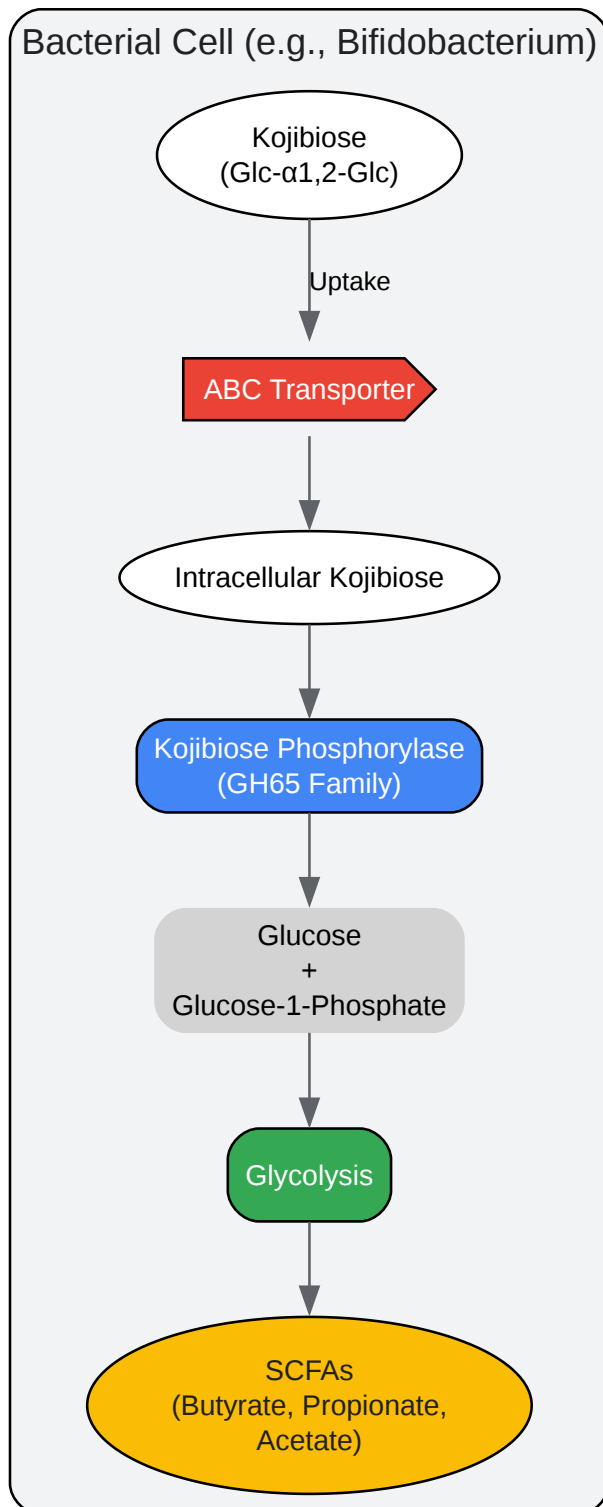 Bacterial Cell (e.g., Bifidobacterium)
Kojibiose
(Glc-α1,2-Glc)
Uptake
ABC Transporter
Intracellular Kojibiose
Kojibiose Phosphorylase
(GH65 Family)
Glucose
+
Glucose-1-Phosphate
Glycolysis
SCFAs
(Butyrate, Propionate,
Acetate)